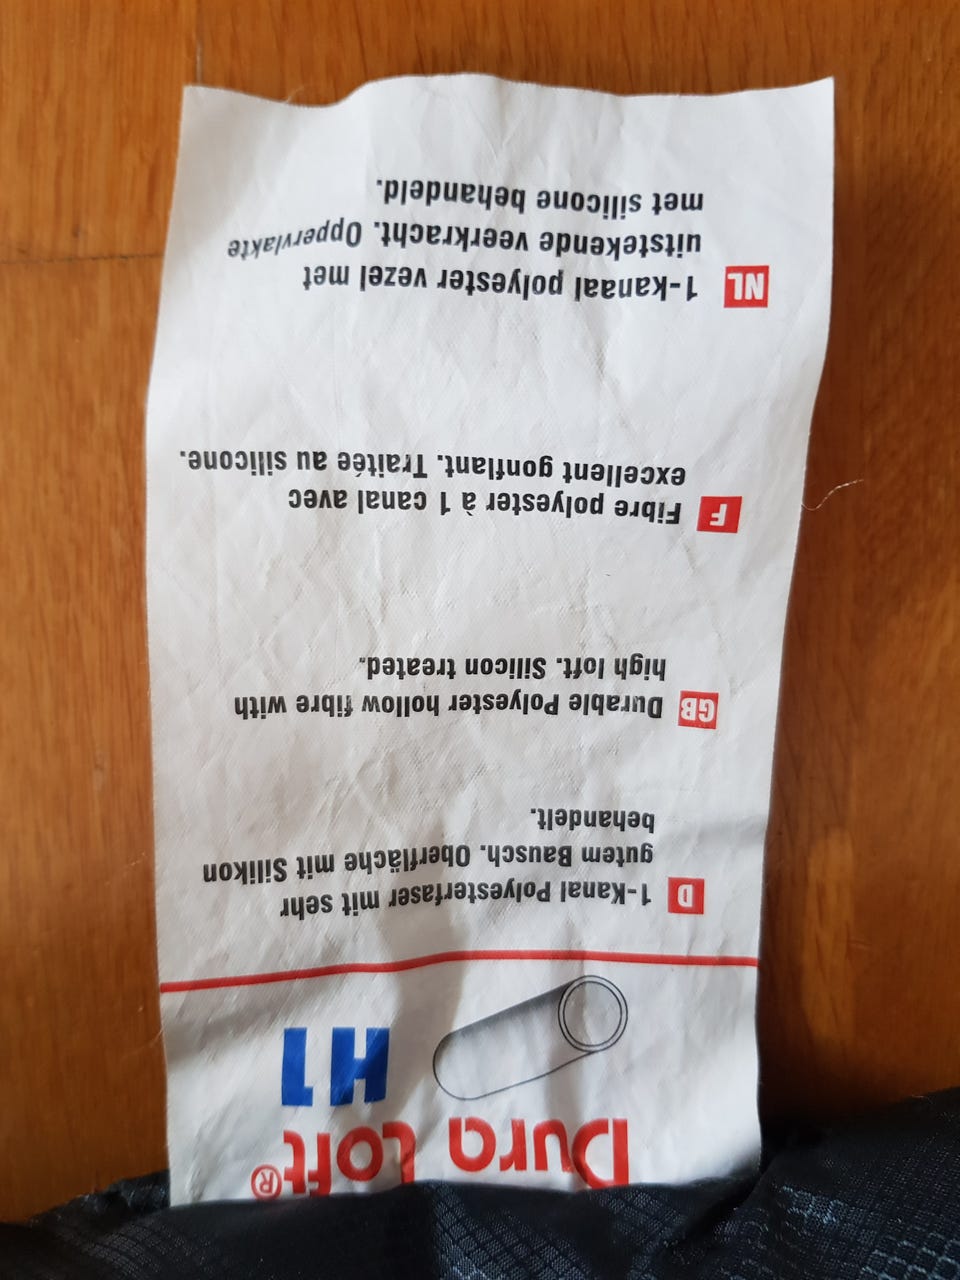 Dura Loft®
H1
D 1-Kanal Polyesterfaser mit sehr
gutem Bausch. Oberfläche mit Silikon
behandelt.
GB Durable Polyester hollow fibre with
high loft. Silicon treated.
F Fibre polyester à 1 canal avec
excellent gonflant. Traitée au silicone.
NL 1-kanaal polyester vezel met
uitstekende veerkracht. Oppervlakte
met silicone behandeld.